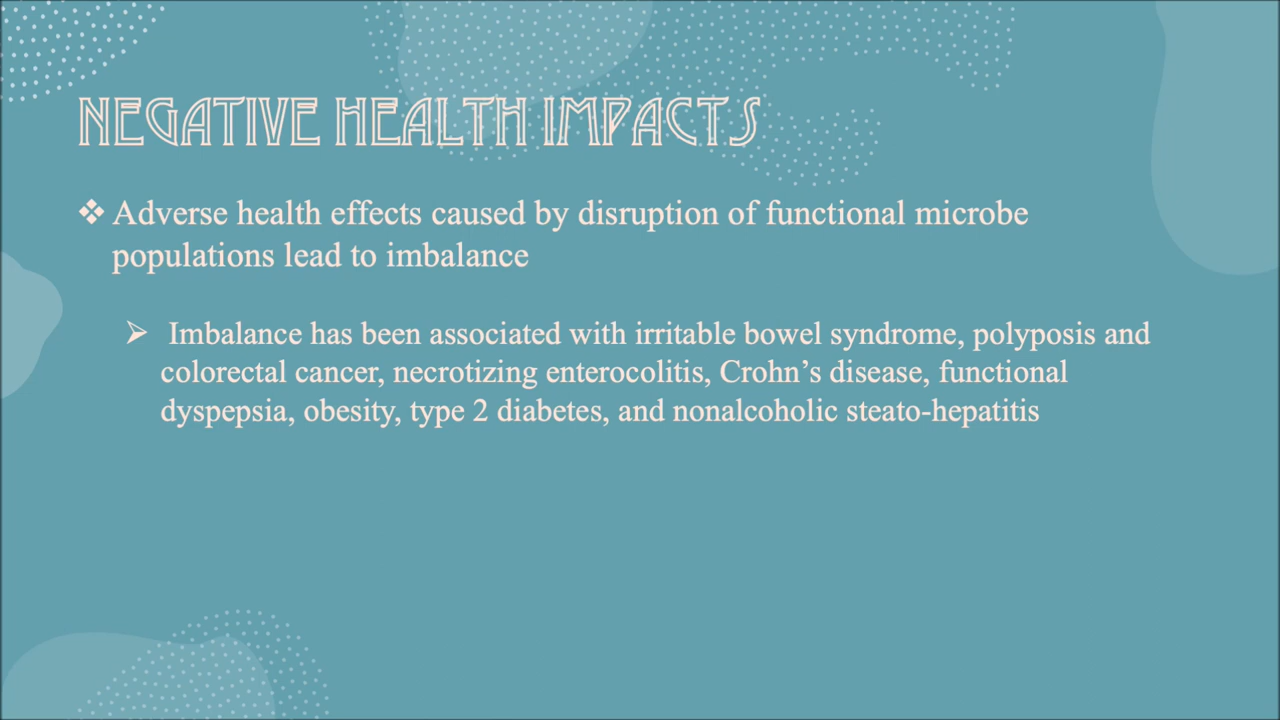 NEGATIVE HEALTH IMPACTS
❖ Adverse health effects caused by disruption of functional microbe
populations lead to imbalance
➢ Imbalance has been associated with irritable bowel syndrome, polyposis and
colorectal cancer, necrotizing enterocolitis, Crohn’s disease, functional
dyspepsia, obesity, type 2 diabetes, and nonalcoholic steato-hepatitis